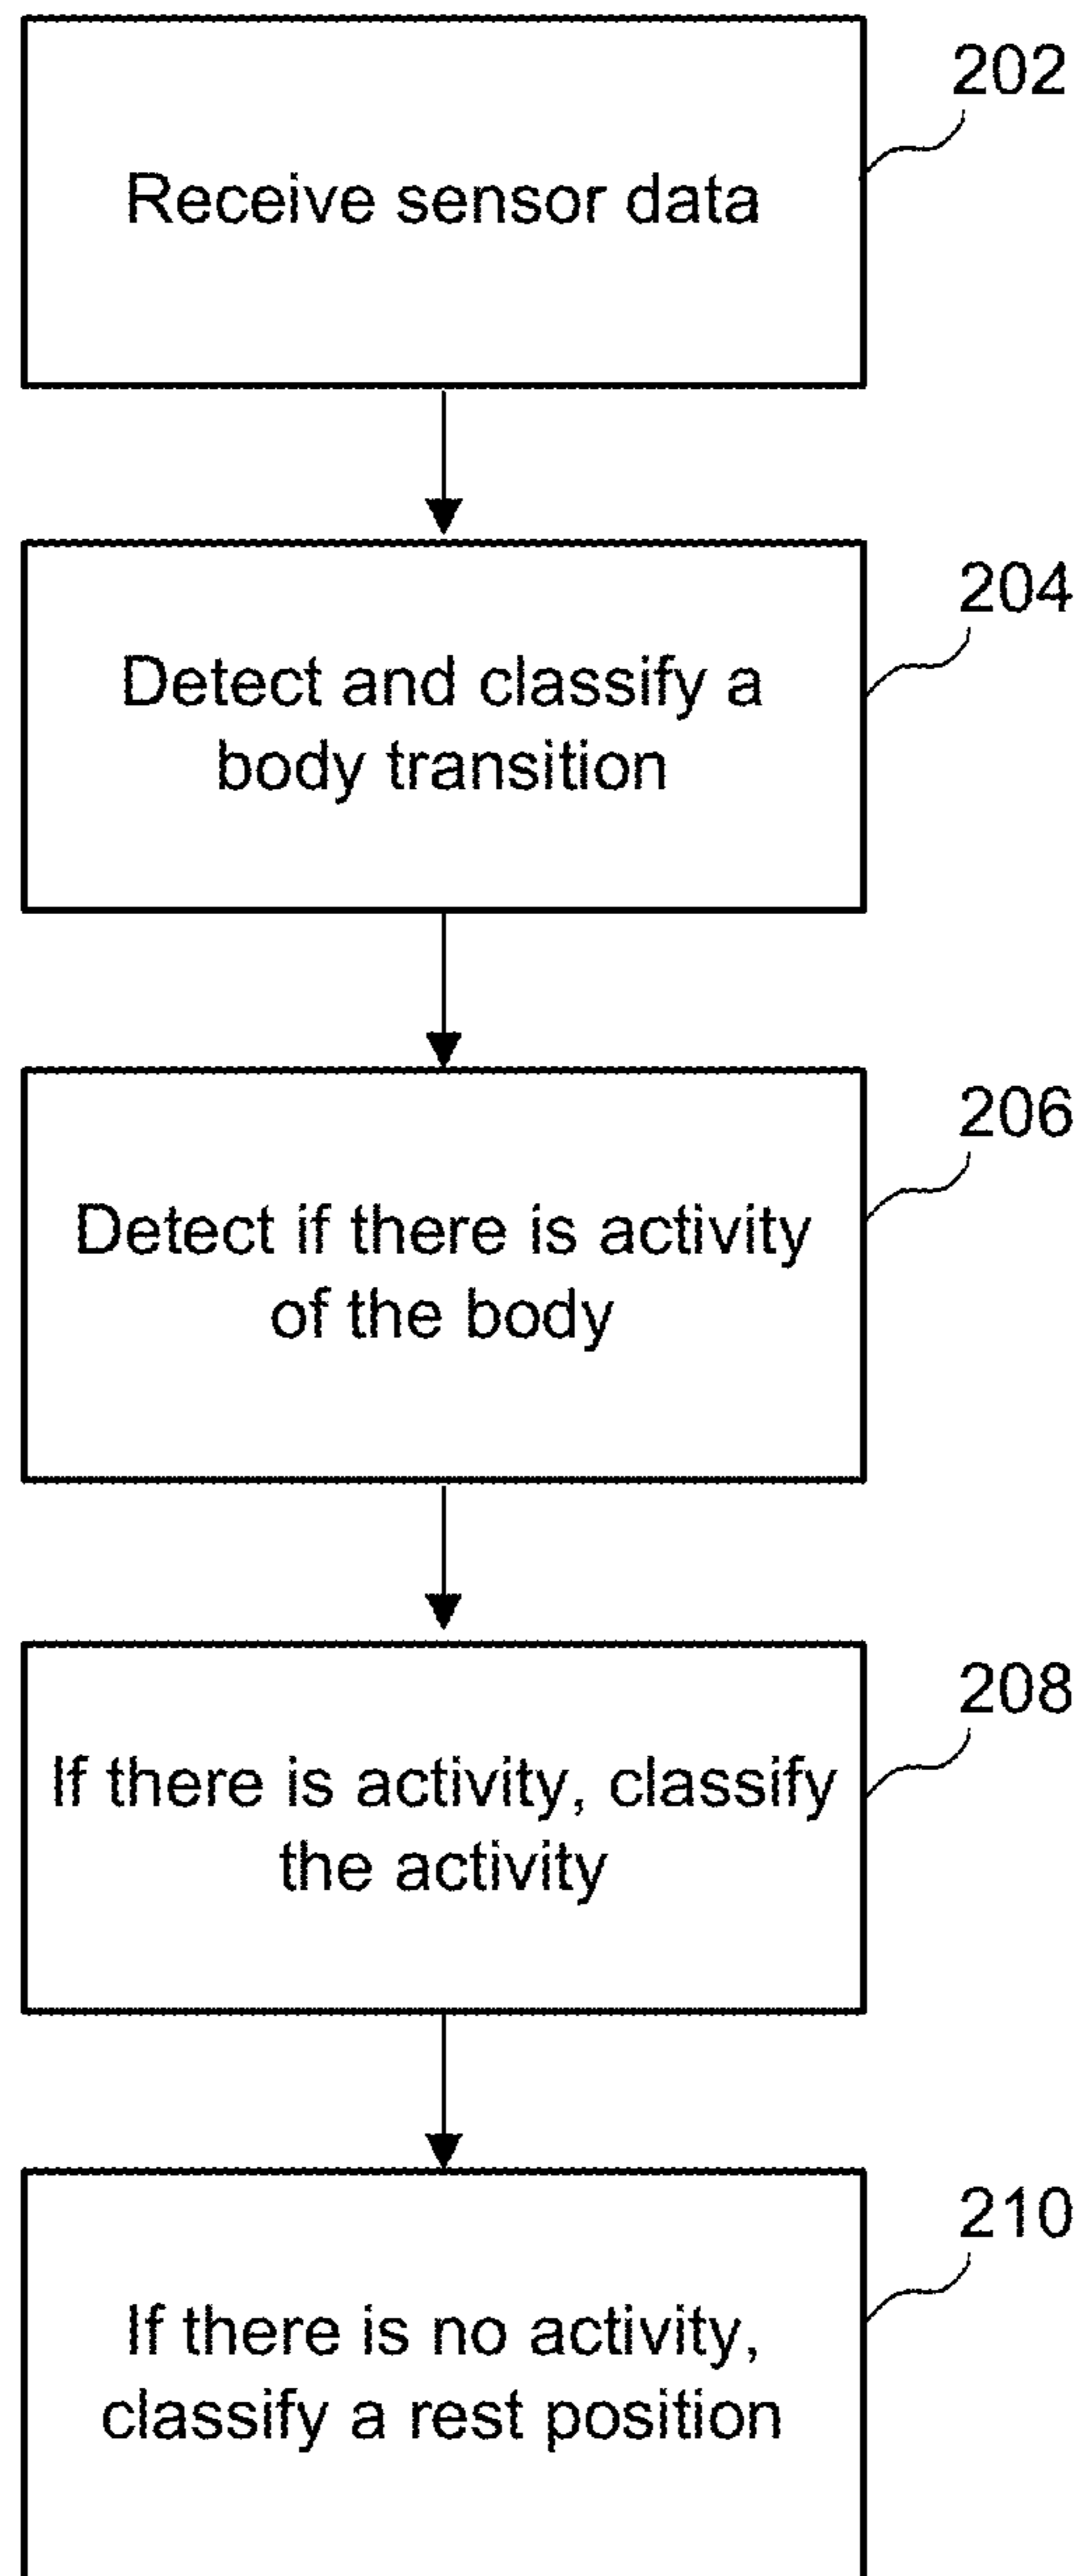 202
Receive sensor data
204
Detect and classify a
body transition
206
Detect if there is activity
of the body
208
If there is activity, classify
the activity
210
If there is no activity,
classify a rest position